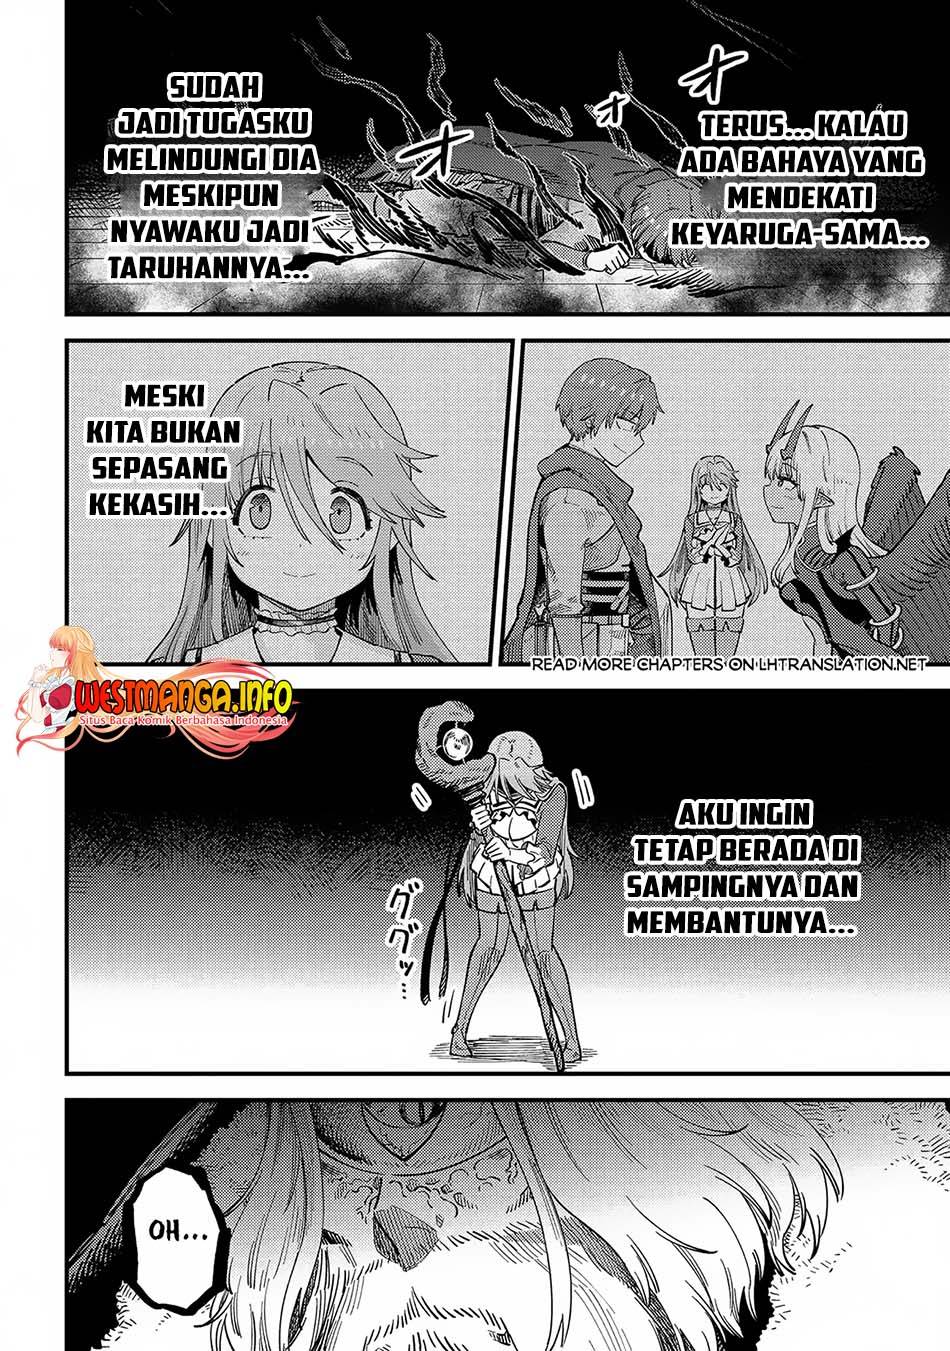 TERUS... KALAU
ADA BAHAYA YANG
MENDEKATI
KEYARUGA-SAMA...
SUDAH
JADI TUGASKU
MELINDUNGI DIA
MESKIPUN
NYAWAKU JADI
TARUHANNYA...
オ
オ
オ
MESKI
KITA BUKAN
SEPASANG
KEKASIH...
READ MORE CHAPTERS ON LHTRANSLATION.NET
WESTMANGA.INFO
Situs Baca Komik Berbahasa Indonesia
AKU INGIN
TETAP BERADA DI
SAMPINGNYA DAN
MEMBANTUNYA...
ググッ...
OH...